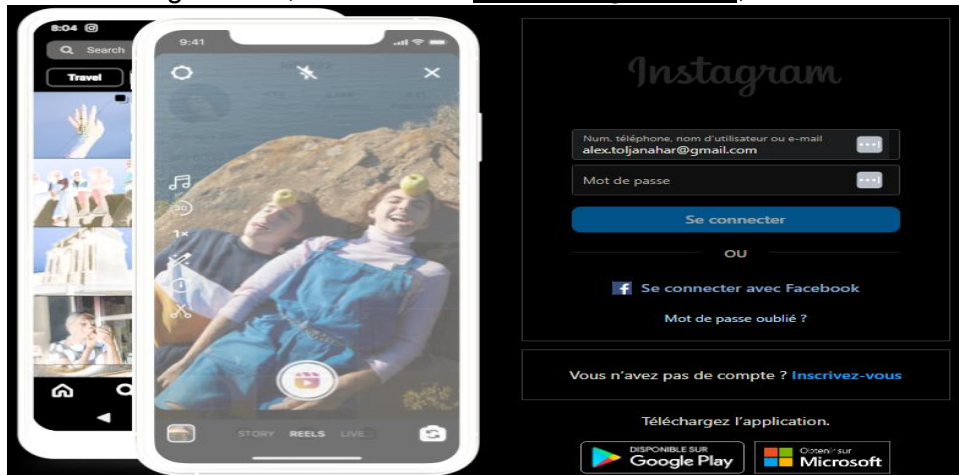 8:04
Search
Travel
9:41
30
1x
STORY REELS LIVE
Instagram
Num. téléphone, nom d'utilisateur ou e-mail
alex.toljanahar@gmail.com
Mot de passe
Se connecter
OU
f Se connecter avec Facebook
Mot de passe oublié ?
Vous n'avez pas de compte ? Inscrivez-vous
Téléchargez l'application.
DISPONIBLE SUR
Google Play
Obtenir sur
Microsoft